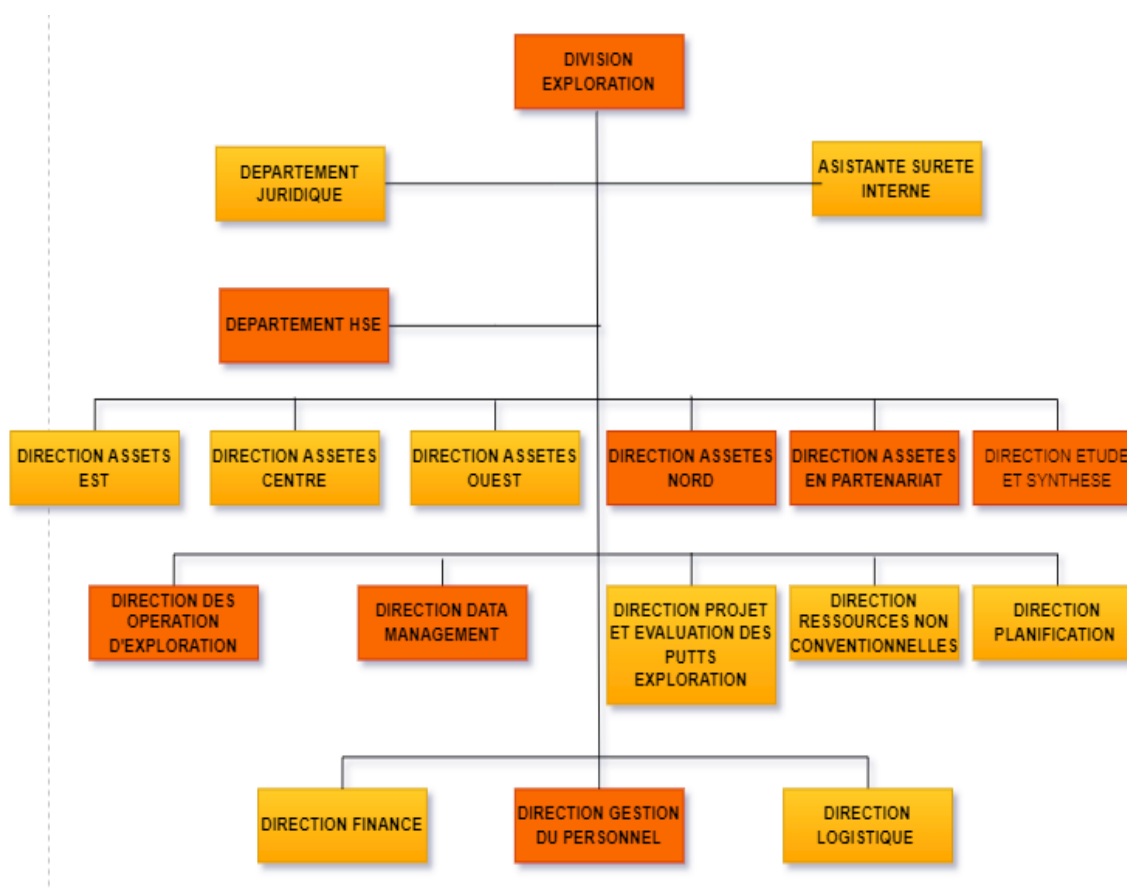 DIVISION
EXPLORATION
DEPARTEMENT
JURIDIQUE
ASISTANTE SURETE
INTERNE
DEPARTEMENT HSE
DIRECTION ASSETS
EST
DIRECTION ASSETES
CENTRE
DIRECTION ASSETES
OUEST
DIRECTION ASSETES
NORD
DIRECTION ASSETES
EN PARTENARIAT
DIRECTION ETUDE
ET SYNTHESE
DIRECTION DES
OPERATION
D'EXPLORATION
DIRECTION DATA
MANAGEMENT
DIRECTION PROJET
ET EVALUATION DES
PUTTS
EXPLORATION
DIRECTION
RESSOURCES NON
CONVENTIONNELLES
DIRECTION
PLANIFICATION
DIRECTION FINANCE
DIRECTION GESTION
DU PERSONNEL
DIRECTION
LOGISTIQUE